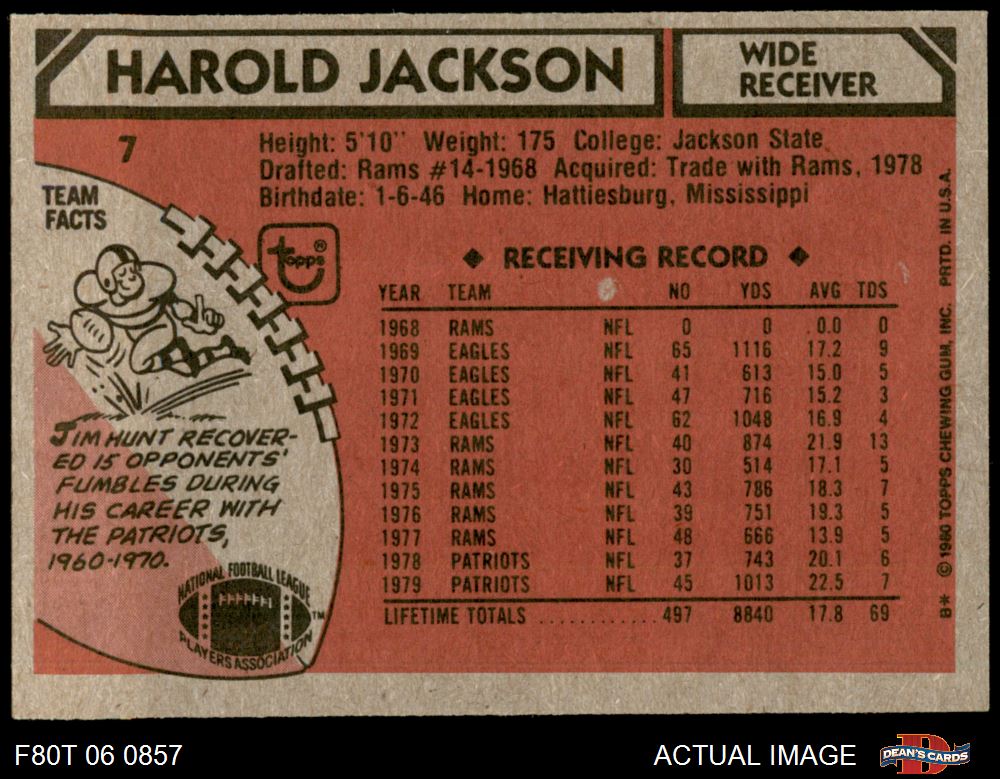 HAROLD JACKSON
WIDE
RECEIVER
7
Height: 5'10" Weight: 175 College: Jackson State
Drafted: Rams #14-1968 Acquired: Trade with Rams, 1978
Birthdate: 1-6-46 Home: Hattiesburg, Mississippi
TEAM
FACTS
topps®
JIM HUNT RECOVER-
ED 15 OPPONENTS'
FUMBLES DURING
HIS CAREER WITH
THE PATRIOTS,
1960-1970.
NATIONAL FOOTBALL LEAGUE
PLAYERS ASSOCIATION
TM
◆ RECEIVING RECORD ◆
YEAR TEAM NO YDS AVG TDS
1968 RAMS NFL 0 0 0.0 0
1969 EAGLES NFL 65 1116 17.2 9
1970 EAGLES NFL 41 613 15.0 5
1971 EAGLES NFL 47 716 15.2 3
1972 EAGLES NFL 62 1048 16.9 4
1973 RAMS NFL 40 874 21.9 13
1974 RAMS NFL 30 514 17.1 5
1975 RAMS NFL 43 786 18.3 7
1976 RAMS NFL 39 751 19.3 5
1977 RAMS NFL 48 666 13.9 5
1978 PATRIOTS NFL 37 743 20.1 6
1979 PATRIOTS NFL 45 1013 22.5 7
LIFETIME TOTALS ............ 497 8840 17.8 69
B* © 1980 TOPPS CHEWING GUM, INC. PRTD. IN U.S.A.
F80T 06 0857
ACTUAL IMAGE
DEAN'S CARDS